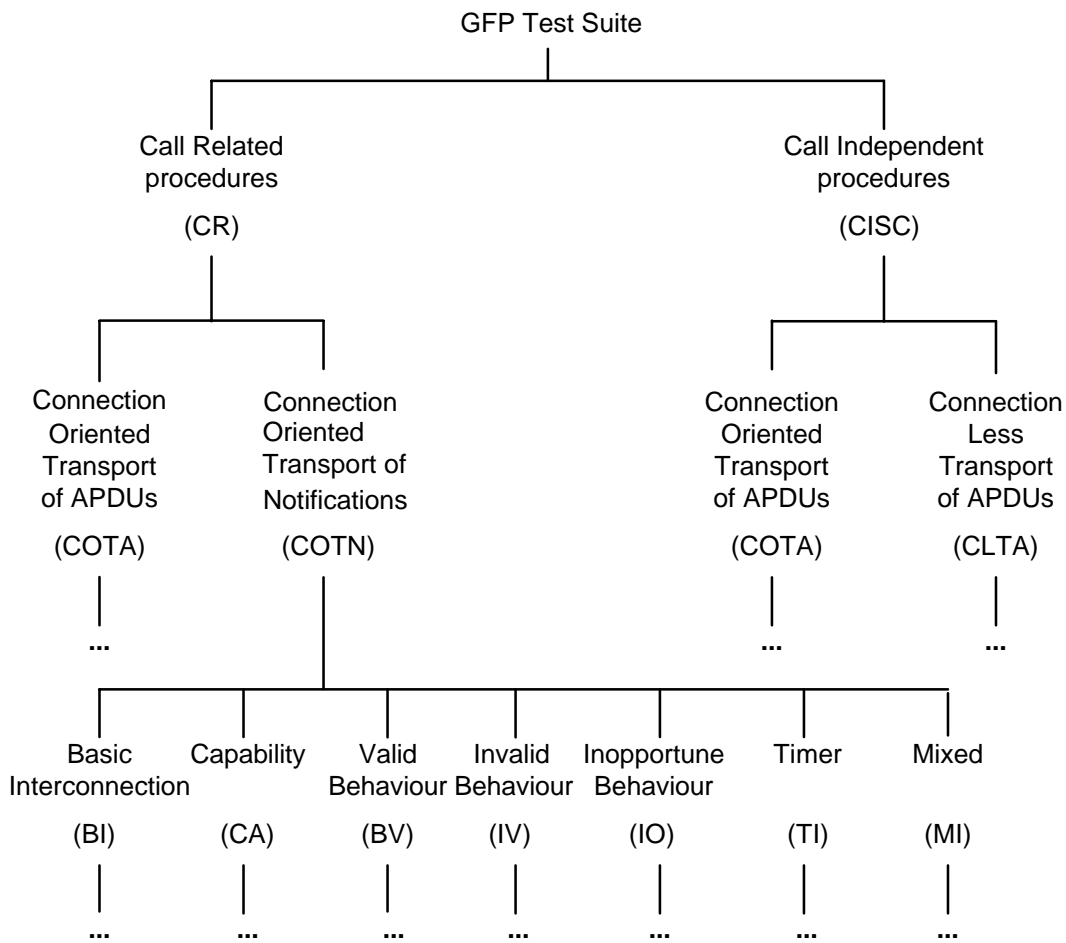 GFP Test Suite
Call Related
procedures
(CR)
Call Independent
procedures
(CISC)
Connection
Oriented
Transport
of APDUs
(COTA)
Connection
Oriented
Transport of
Notifications
(COTN)
Connection
Oriented
Transport
of APDUs
(COTA)
Connection
Less
Transport
of APDUs
(CLTA)
...
...
...
Basic
Interconnection
(BI)
...
Capability
(CA)
...
Valid
Behaviour
(BV)
...
Invalid
Behaviour
(IV)
...
Inopportune
Behaviour
(IO)
...
Timer
(TI)
...
Mixed
(MI)
...